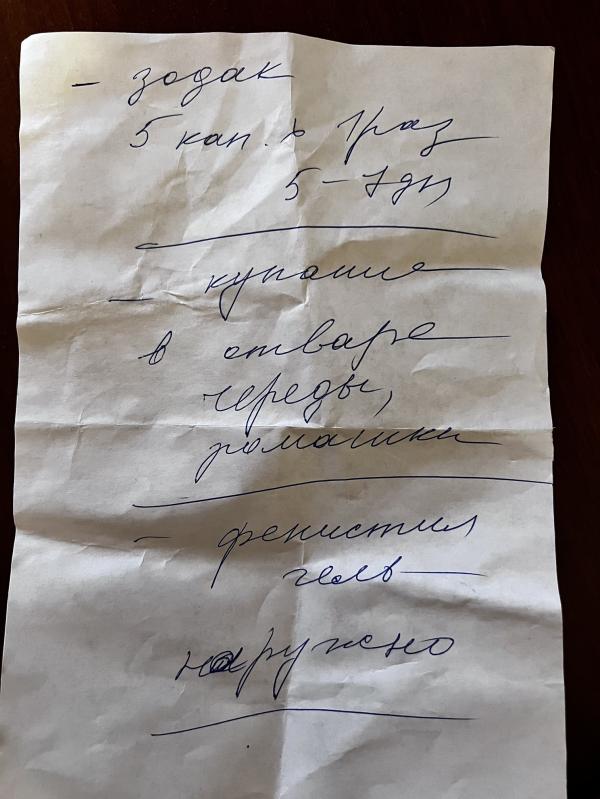 - зодак
5 кап. х 1 раз
5-7 дн
- купание
в отваре
череды,
ромашки
- фенистил
гель
наружно